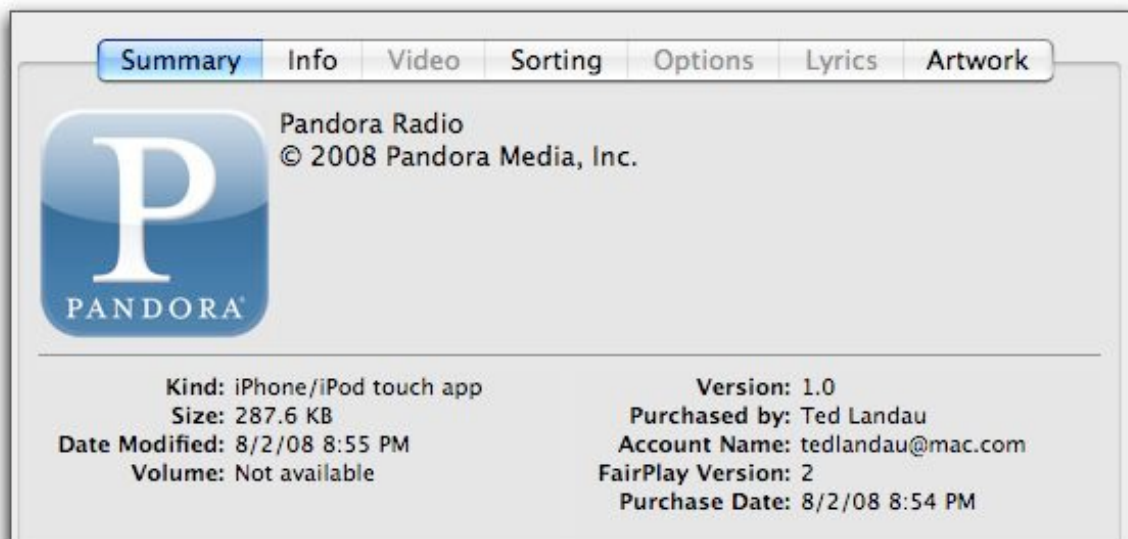 Summary Info Video Sorting Options Lyrics Artwork
P
PANDORA®
Pandora Radio
© 2008 Pandora Media, Inc.
Kind: iPhone/iPod touch app
Size: 287.6 KB
Date Modified: 8/2/08 8:55 PM
Volume: Not available
Version: 1.0
Purchased by: Ted Landau
Account Name: tedlandau@mac.com
FairPlay Version: 2
Purchase Date: 8/2/08 8:54 PM